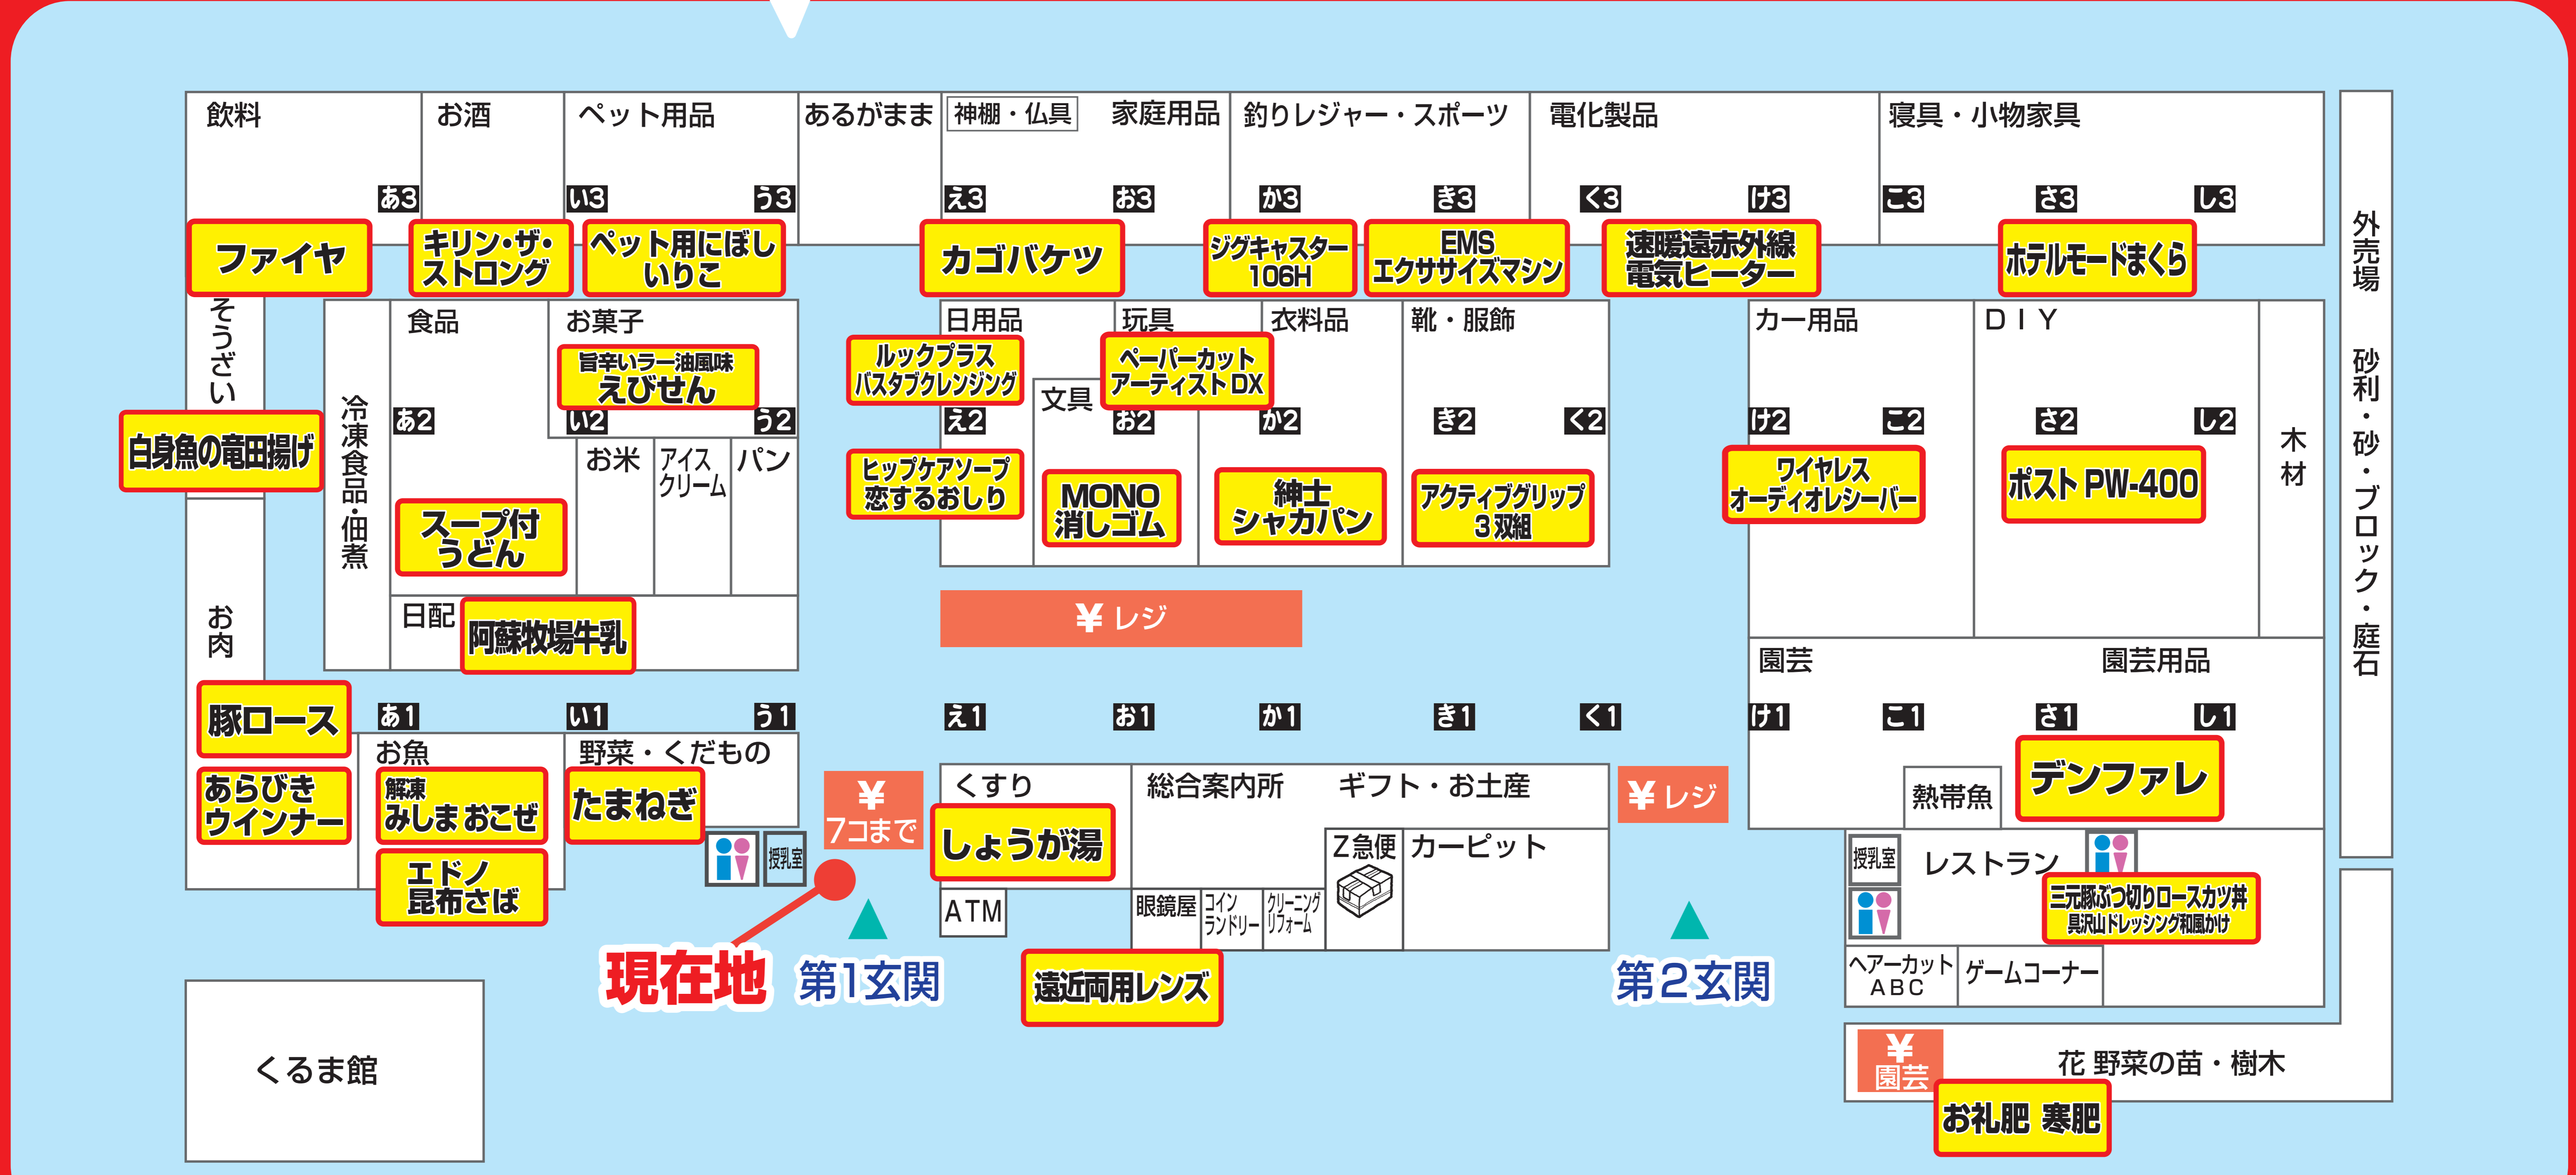 飲料
お酒
ペット用品
あるがまま
神棚・仏具
家庭用品
釣りレジャー・スポーツ
電化製品
寝具・小物家具
あ3
い3
う3
え3
お3
か3
き3
く3
け3
こ3
さ3
し3
ファイヤ
キリン・ザ・
ストロング
ペット用にぼし
いりこ
カゴバケツ
ジグキャスター
106H
EMS
エクササイズマシン
速暖遠赤外線
電気ヒーター
ホテルモードまくら
外売場 砂利・砂・ブロック・庭石
そうざい
白身魚の竜田揚げ
冷凍食品・佃煮
食品
お菓子
旨辛いラー油風味
えびせん
あ2
い2
う2
スープ付
うどん
お米
アイス
クリーム
パン
日配
阿蘇牧場牛乳
日用品
玩具
衣料品
靴・服飾
ルックプラス
バスタブクレンジング
ペーパーカット
アーティストDX
文具
え2
お2
か2
き2
く2
ヒップケアソープ
恋するおしり
MONO
消しゴム
紳士
シャカパン
アクティブグリップ
3双組
カー用品
DIY
け2
こ2
さ2
し2
ワイヤレス
オーディオレシーバー
ポスト PW-400
木材
¥ レジ
お肉
豚ロース
あらびき
ウインナー
あ1
い1
う1
え1
お1
か1
き1
く1
け1
こ1
さ1
し1
園芸
園芸用品
お魚
解凍
みしま おこぜ
エドノ
昆布さば
野菜・くだもの
たまねぎ
授乳室
¥
7コまで
くすり
しょうが湯
総合案内所
ギフト・お土産
Z急便
カーピット
ATM
眼鏡屋
コイン
ランドリー
クリーニング
リフォーム
遠近両用レンズ
¥ レジ
熱帯魚
デンファレ
授乳室
レストラン
三元豚ぶつ切りロースカツ丼
具沢山ドレッシング和風かけ
ヘアーカット
ABC
ゲームコーナー
現在地
第1玄関
第2玄関
くるま館
¥
園芸
花 野菜の苗・樹木
お礼肥 寒肥